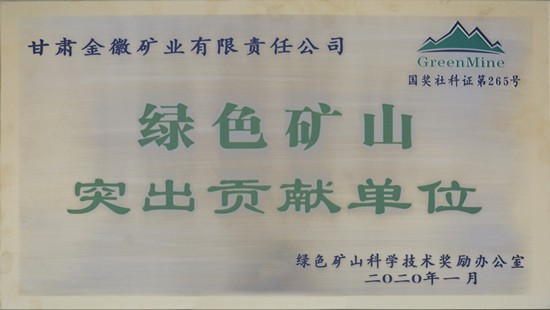 甘肃金徽矿业有限责任公司
GreenMine
国奖社科证第265号
绿色矿山
突出贡献单位
绿色矿山科学技术奖励办公室
二〇二〇年一月